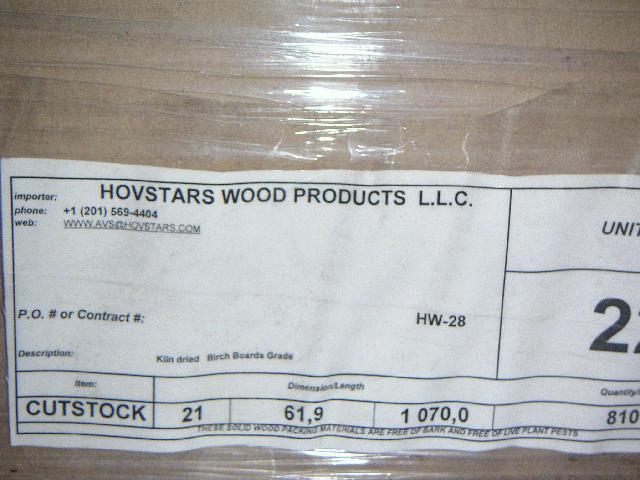 importer: HOVSTARS WOOD PRODUCTS L.L.C.
phone: +1 (201) 569-4404
web: WWW.AVS@HOVSTARS.COM
UNIT
P.O. # or Contract #: HW-28
22
Description: Kiln dried Birch Boards Grade
Item: Dimension/Length Quantity/
CUTSTOCK 21 61,9 1 070,0 810
THESE SOLID WOOD PACKING MATERIALS ARE FREE OF BARK AND FREE OF LIVE PLANT PESTS